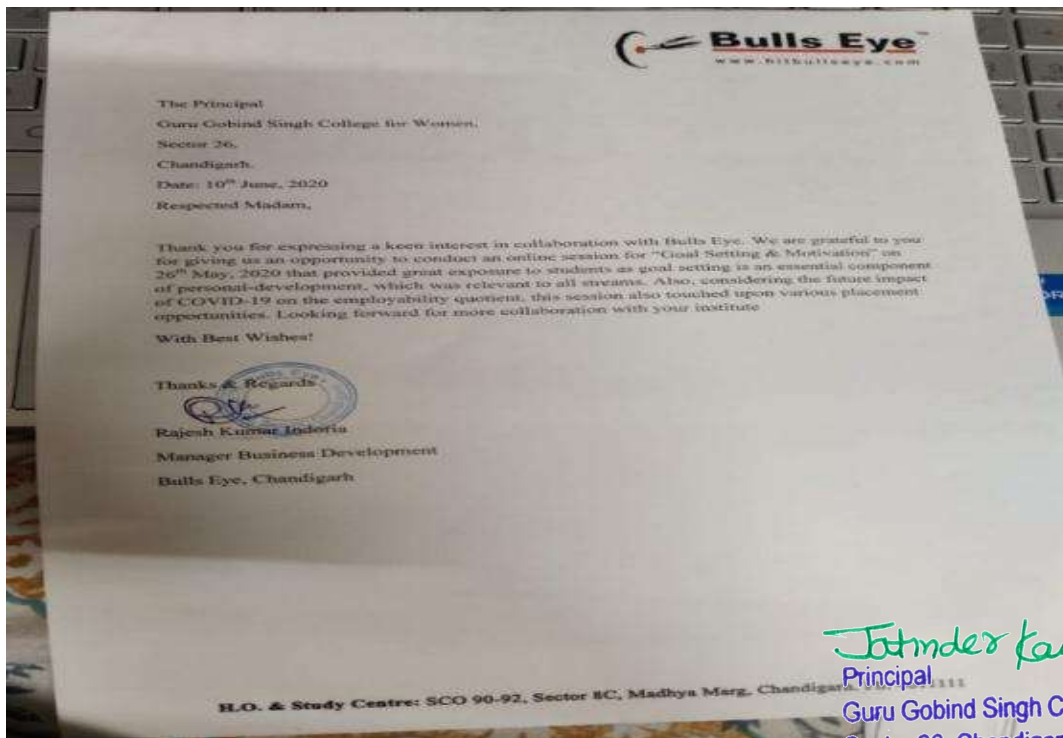 Bulls Eye™
www.hitbullseye.com
The Principal
Guru Gobind Singh College for Women,
Sector 26,
Chandigarh.
Date: 10th June, 2020
Respected Madam,
Thank you for expressing a keen interest in collaboration with Bulls Eye. We are grateful to you
for giving us an opportunity to conduct an online session for "Goal Setting & Motivation" on
26th May, 2020 that provided great exposure to students as goal setting is an essential component
of personal-development, which was relevant to all streams. Also, considering the future impact
of COVID-19 on the employability quotient, this session also touched upon various placement
opportunities. Looking forward for more collaboration with your institute
With Best Wishes!
Thanks & Regards
Bulls Eye
Rajesh Kumar Indoria
Manager Business Development
Bulls Eye, Chandigarh
Jatinder
Principal
Guru Gobind Singh
H.O. & Study Centre: SCO 90-92, Sector 8C, Madhya Marg, Chandigarh.